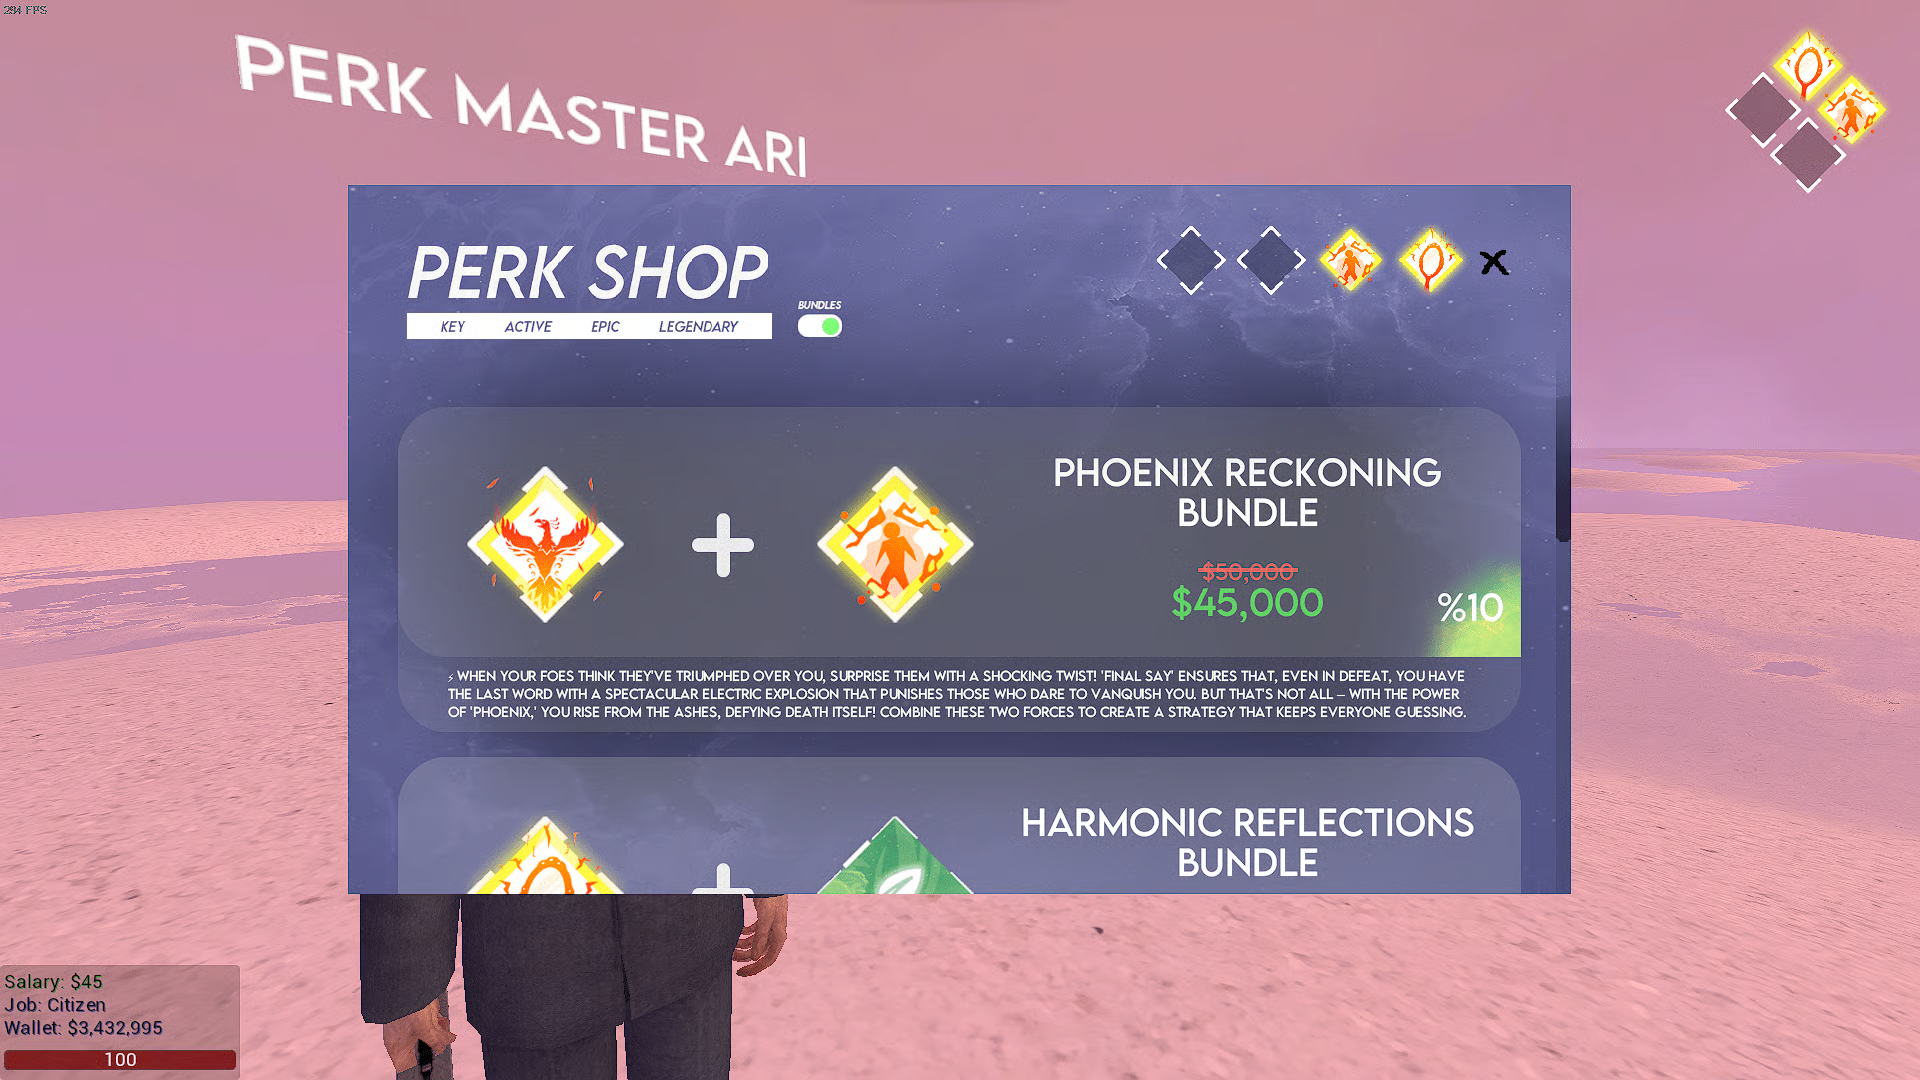 294 FPS
PERK MASTER ARI
PERK SHOP
BUNDLES
KEY ACTIVE EPIC LEGENDARY
PHOENIX RECKONING
BUNDLE
$50,000
$45,000
%10
WHEN YOUR FOES THINK THEY'VE TRIUMPHED OVER YOU, SURPRISE THEM WITH A SHOCKING TWIST! 'FINAL SAY' ENSURES THAT, EVEN IN DEFEAT, YOU HAVE
THE LAST WORD WITH A SPECTACULAR ELECTRIC EXPLOSION THAT PUNISHES THOSE WHO DARE TO VANQUISH YOU. BUT THAT'S NOT ALL – WITH THE POWER
OF 'PHOENIX,' YOU RISE FROM THE ASHES, DEFYING DEATH ITSELF! COMBINE THESE TWO FORCES TO CREATE A STRATEGY THAT KEEPS EVERYONE GUESSING.
HARMONIC REFLECTIONS
BUNDLE
Salary: $45
Job: Citizen
Wallet: $3,432,995
100